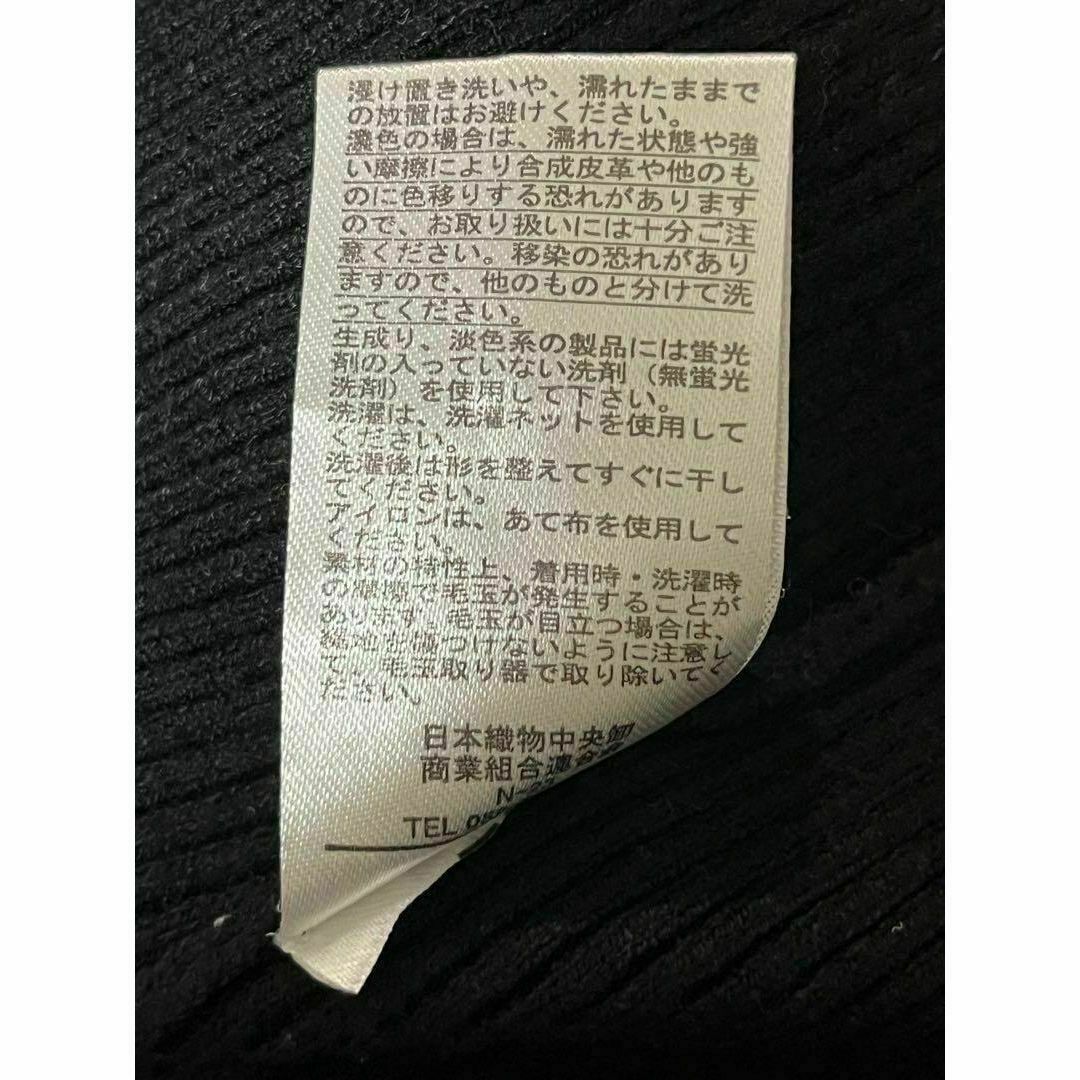 浸け置き洗いや、濡れたままで
の放置はお避けください。
濃色の場合は、濡れた状態や強
い摩擦により合成皮革や他のも
のに色移りする恐れがあります
ので、お取り扱いには十分ご注
意ください。移染の恐れがあり
ますので、他のものと分けて洗
ってください。
生成り、淡色系の製品には蛍光
剤の入っていない洗剤（無蛍光
洗剤）を使用して下さい。
洗濯は、洗濯ネットを使用して
ください。
洗濯後は形を整えてすぐに干し
てください。
アイロンは、あて布を使用して
ください。
素材の特性上、着用時・洗濯時
の摩擦で毛玉が発生することが
あります。毛玉が目立つ場合は、
つけないように注意し
毛玉取り器で取り除いてく
ださい。
日本織物中央卸
商業組合連合
N-
TEL